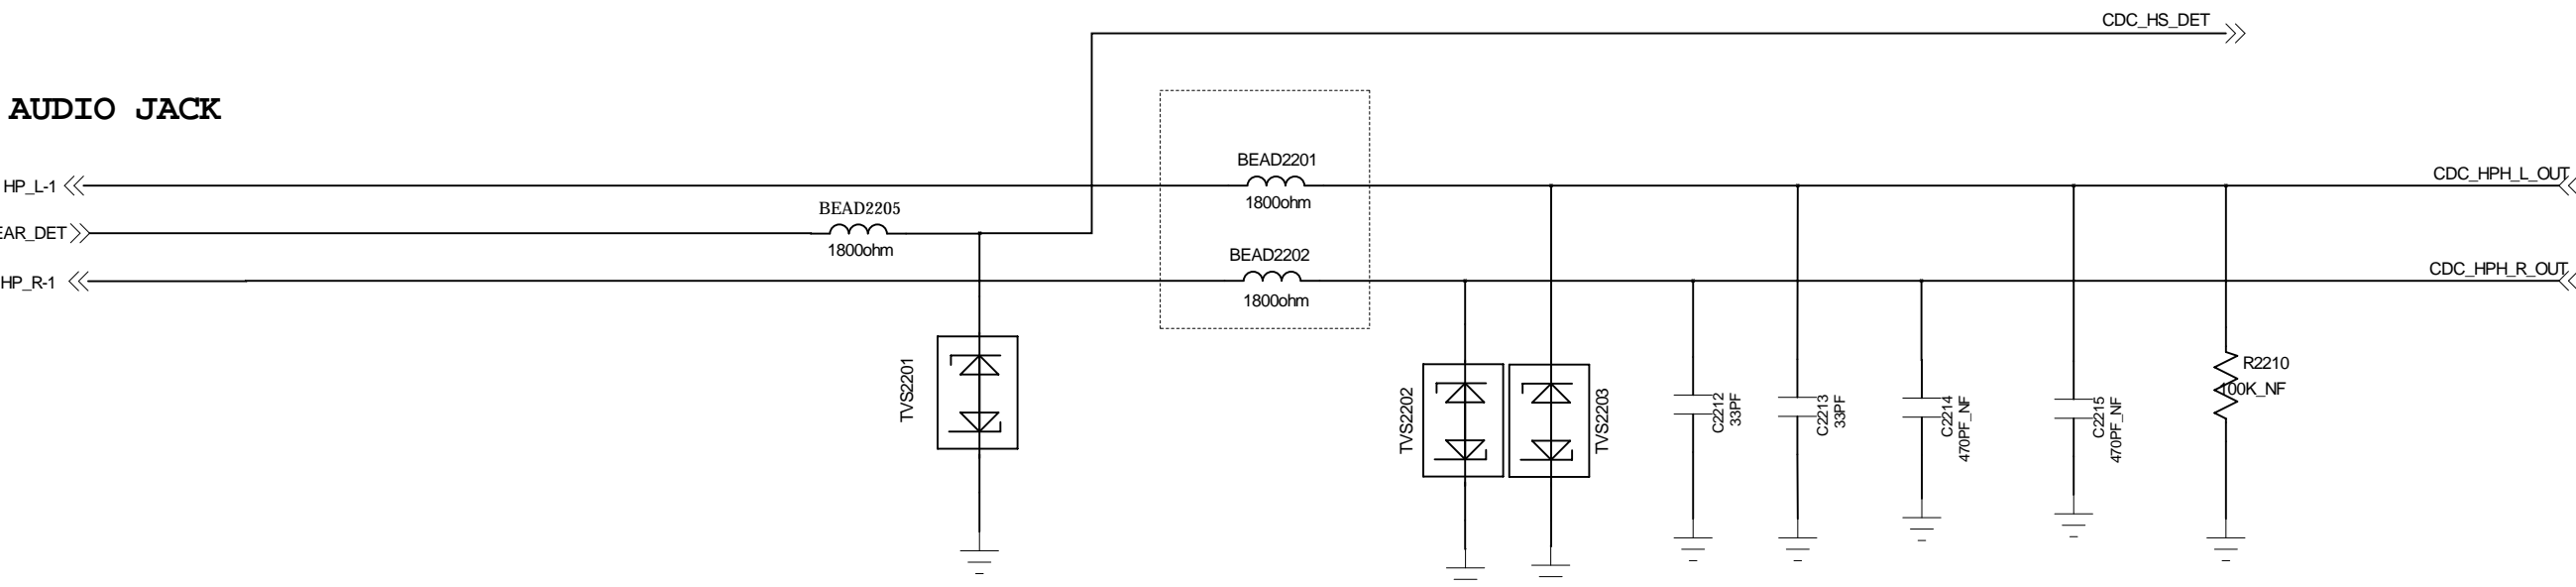 CDC_HS_DET
AUDIO JACK
BEAD2201
HP_L-1
CDC_HPH_L_OUT
1800ohm
BEAD2205
EAR_DET
1800ohm
BEAD2202
HP_R-1
CDC_HPH_R_OUT
1800ohm
TVS2201
TVS2202
TVS2203
C2212
33PF
C2213
33PF
C2214
470PF_NF
C2215
470PF_NF
R2210
100K_NF